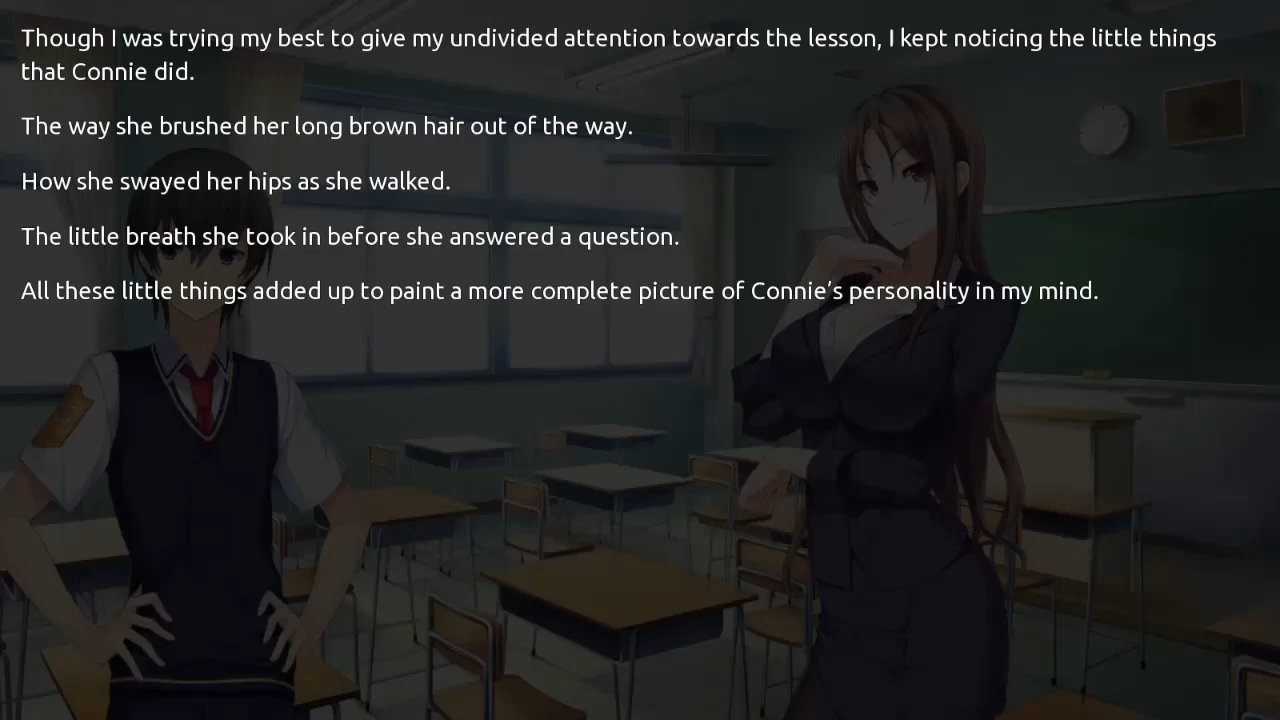 Though I was trying my best to give my undivided attention towards the lesson, I kept noticing the little things
that Connie did.
The way she brushed her long brown hair out of the way.
How she swayed her hips as she walked.
The little breath she took in before she answered a question.
All these little things added up to paint a more complete picture of Connie’s personality in my mind.